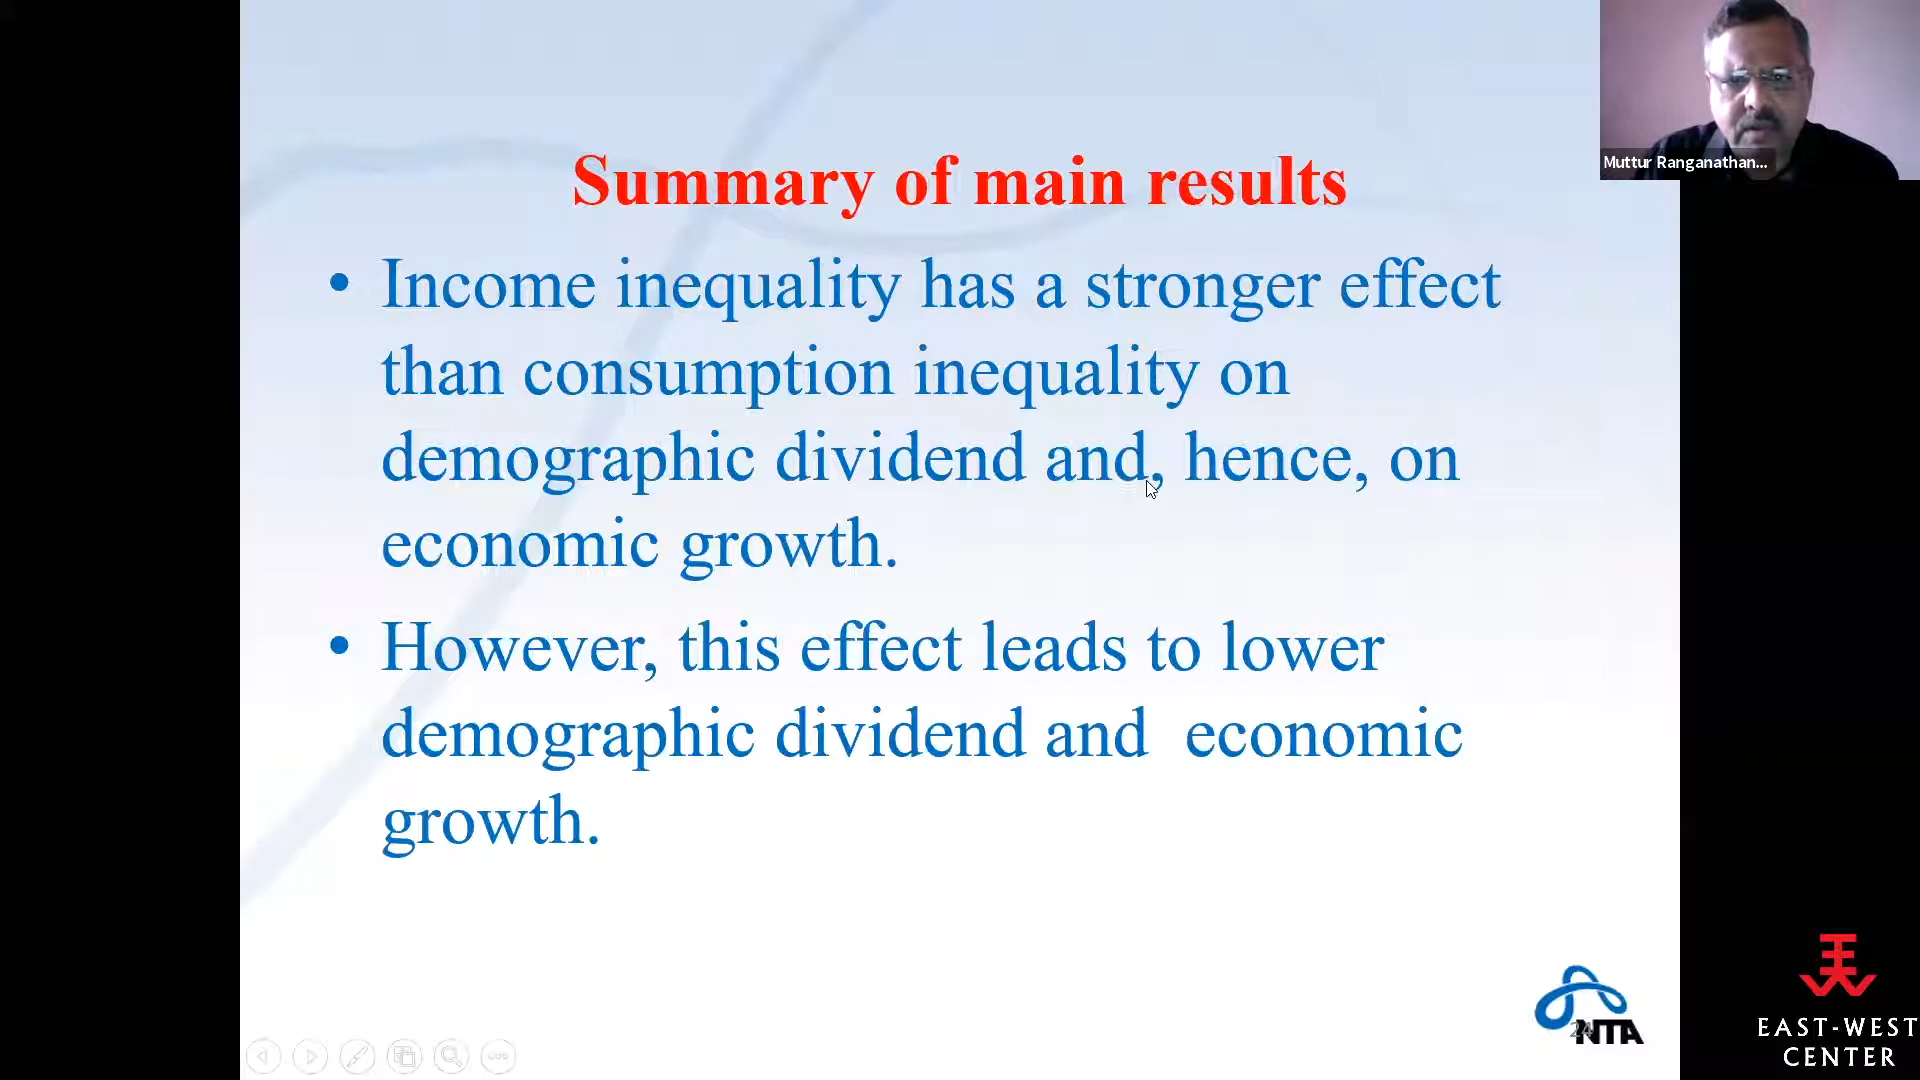 Summary of main results
• Income inequality has a stronger effect
than consumption inequality on
demographic dividend and, hence, on
economic growth.
• However, this effect leads to lower
demographic dividend and  economic
growth.
Muttur Ranganathan...
24
NTA
EAST-WEST
CENTER